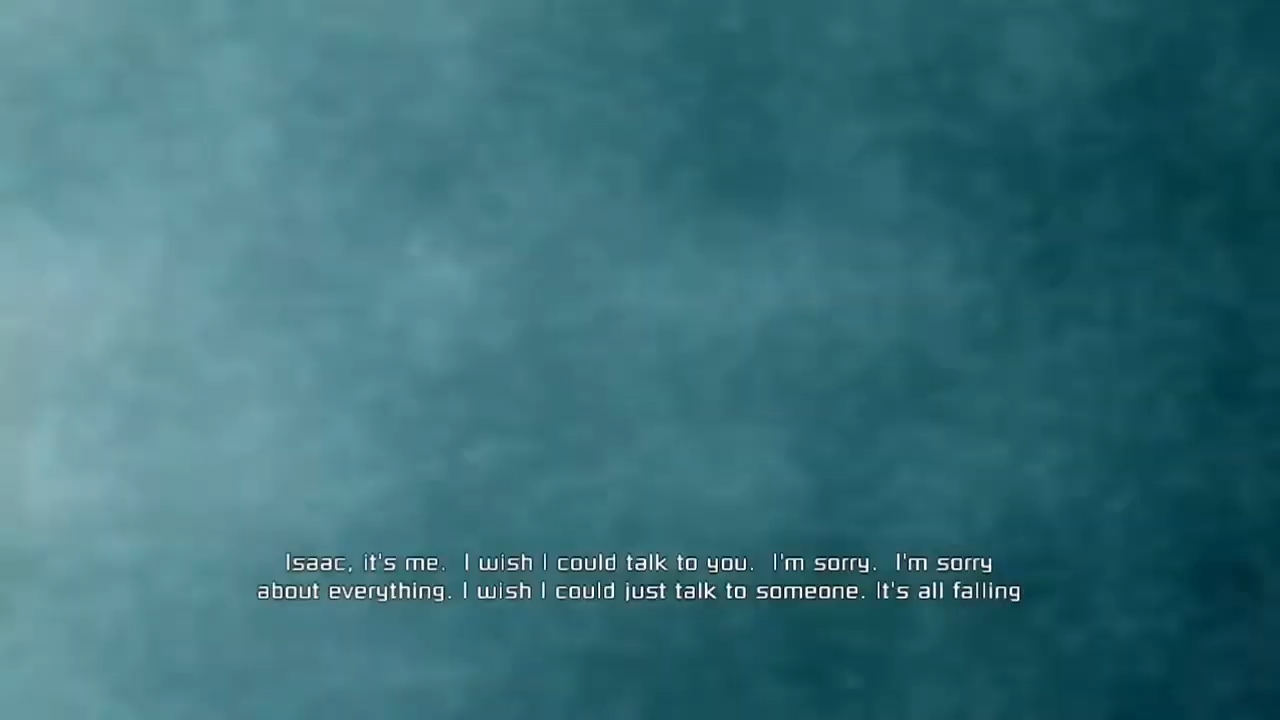 Isaac, it's me.  I wish I could talk to you.  I'm sorry.  I'm sorry
about everything. I wish I could just talk to someone. It's all falling